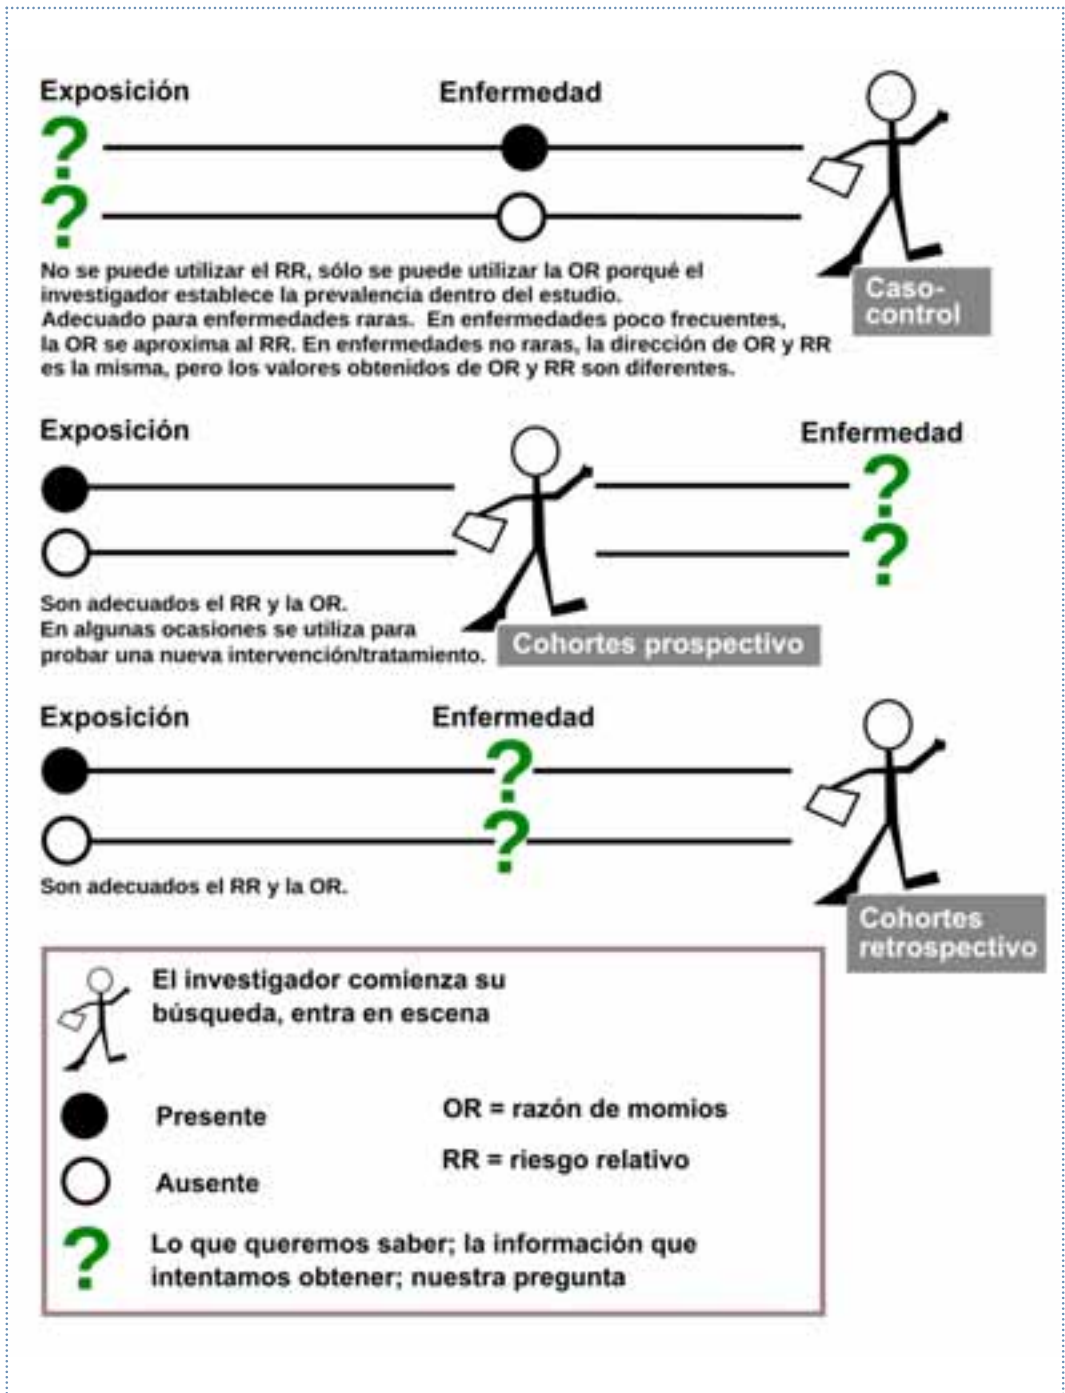 Exposición
Enfermedad
?
?
No se puede utilizar el RR, sólo se puede utilizar la OR porqué el
investigador establece la prevalencia dentro del estudio.
Adecuado para enfermedades raras. En enfermedades poco frecuentes,
la OR se aproxima al RR. En enfermedades no raras, la dirección de OR y RR
es la misma, pero los valores obtenidos de OR y RR son diferentes.
Caso-
control
Exposición
Enfermedad
?
?
Son adecuados el RR y la OR.
En algunas ocasiones se utiliza para
probar una nueva intervención/tratamiento.
Cohortes prospectivo
Exposición
Enfermedad
?
?
Son adecuados el RR y la OR.
Cohortes
retrospectivo
El investigador comienza su
búsqueda, entra en escena
Presente
OR = razón de momios
RR = riesgo relativo
Ausente
?
Lo que queremos saber; la información que
intentamos obtener; nuestra pregunta